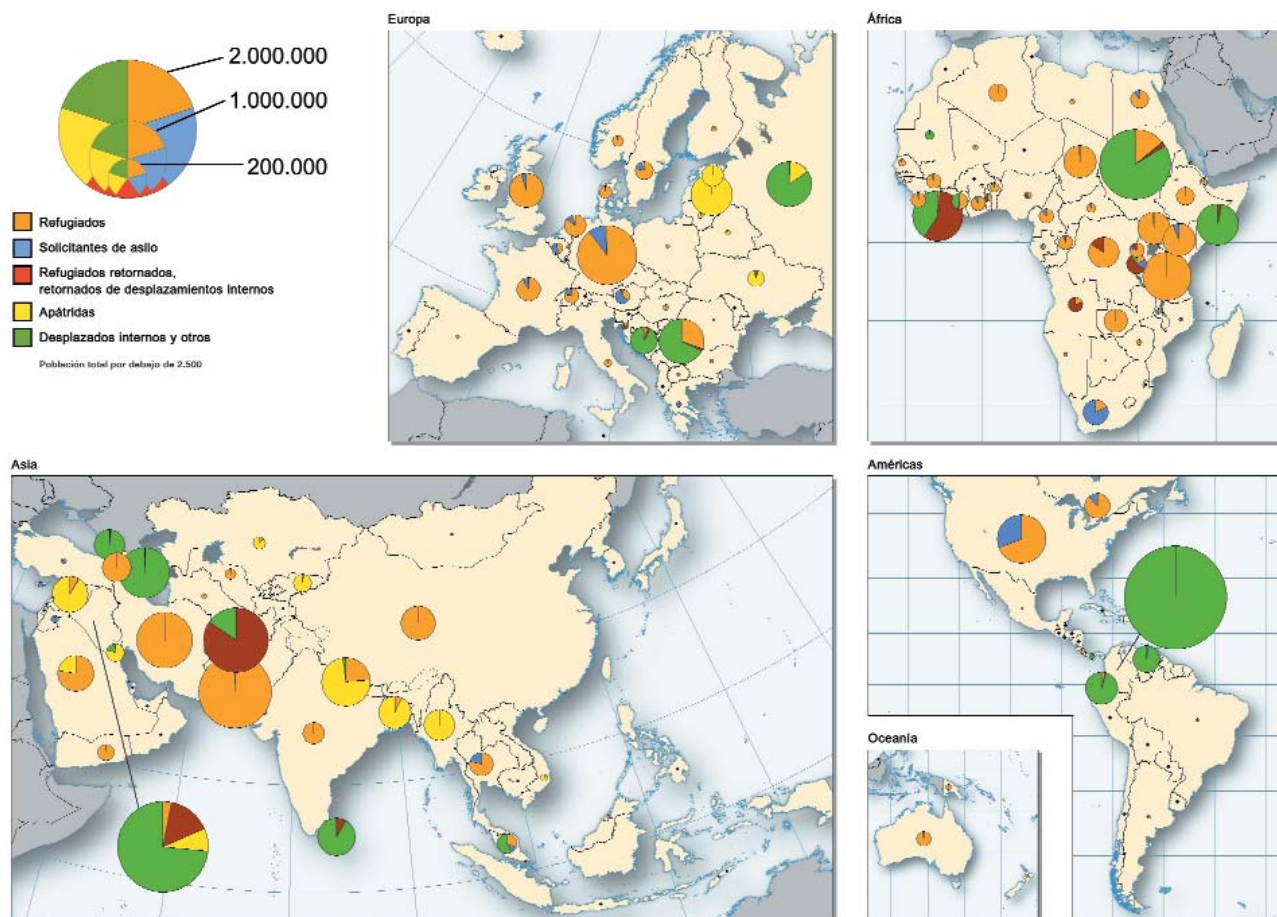 2.000.000
1.000.000
200.000
Refugiados
Solicitantes de asilo
Refugiados retornados,
retornados de desplazamientos internos
Apátridas
Desplazados internos y otros
Población total por debajo de 2.500
Europa
África
Asia
Américas
Oceanía